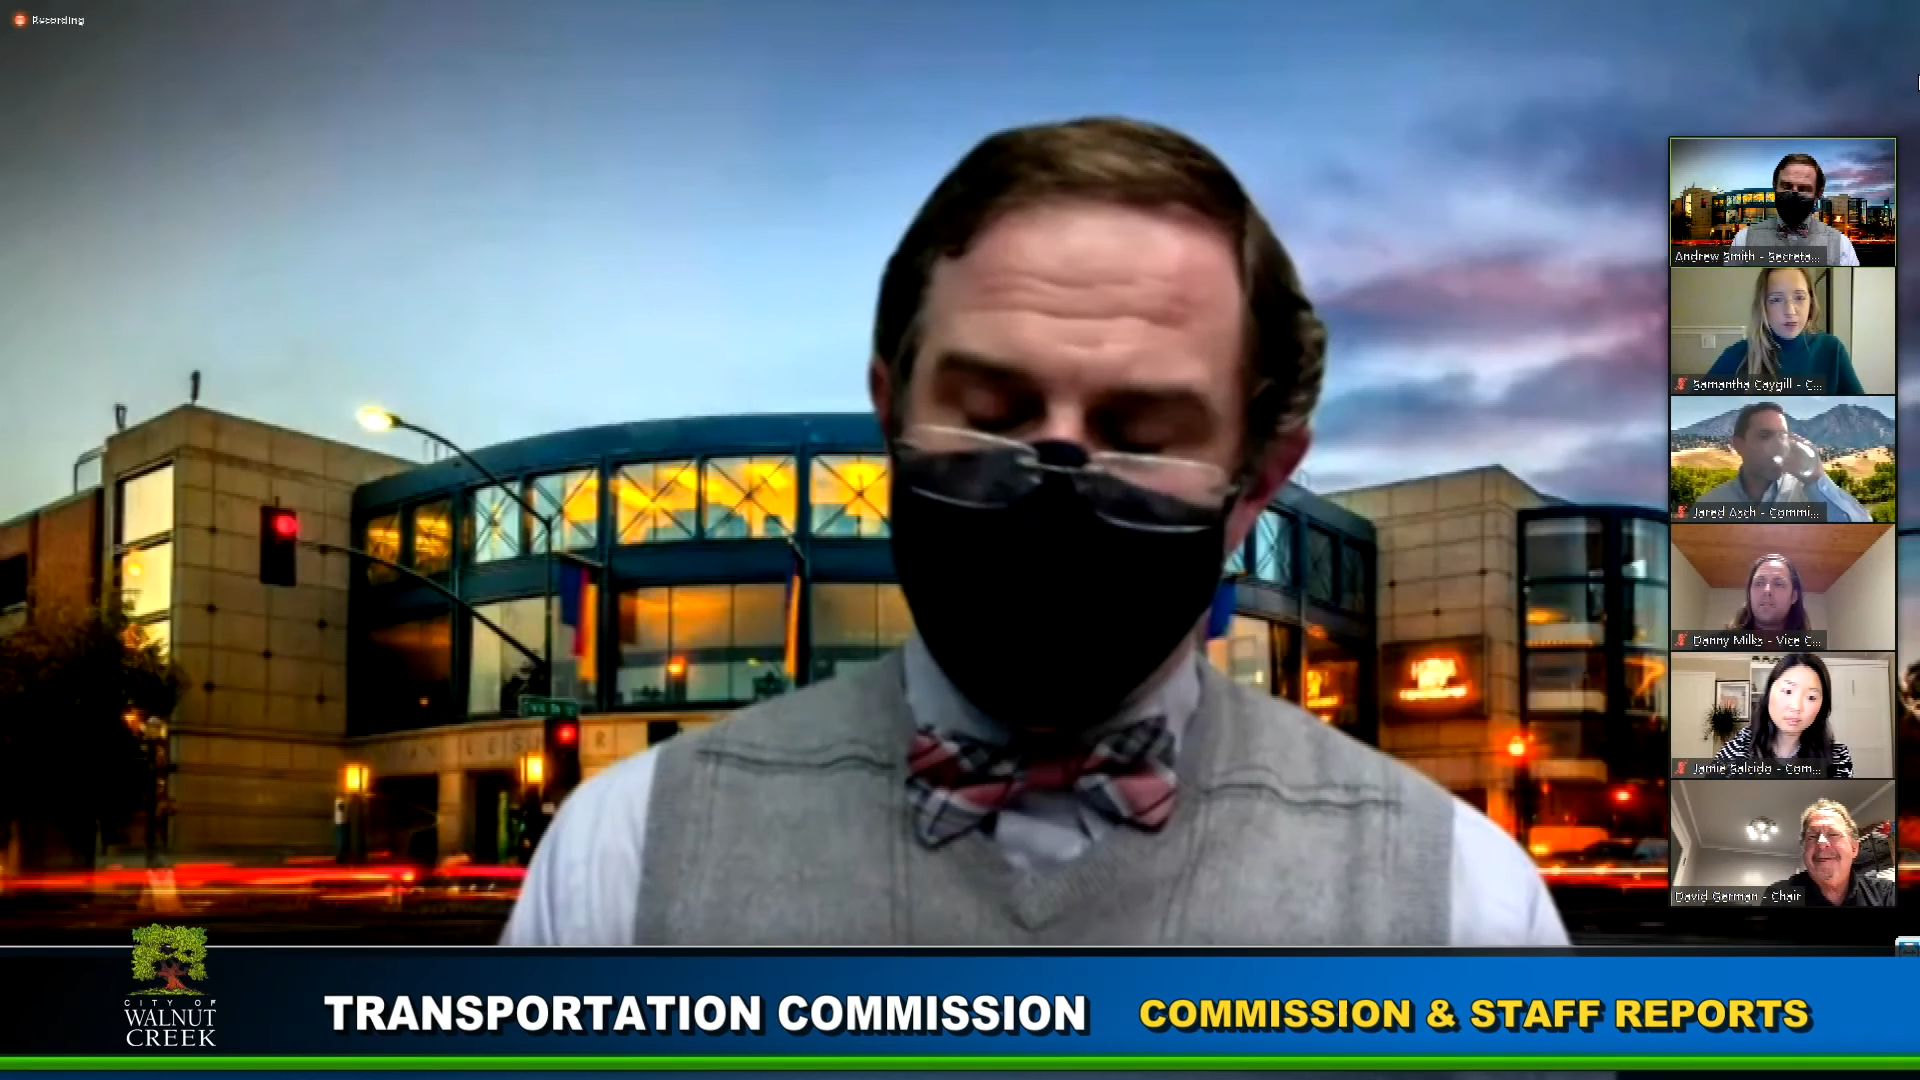 Recording
Andrew Smith - Secreta...
Samantha Caygill - C...
Jared Asch - Commi...
Danny Milks - Vice C...
Jamie Salcido - Com...
David German - Chair
CITY OF
WALNUT
CREEK
TRANSPORTATION COMMISSION
COMMISSION & STAFF REPORTS